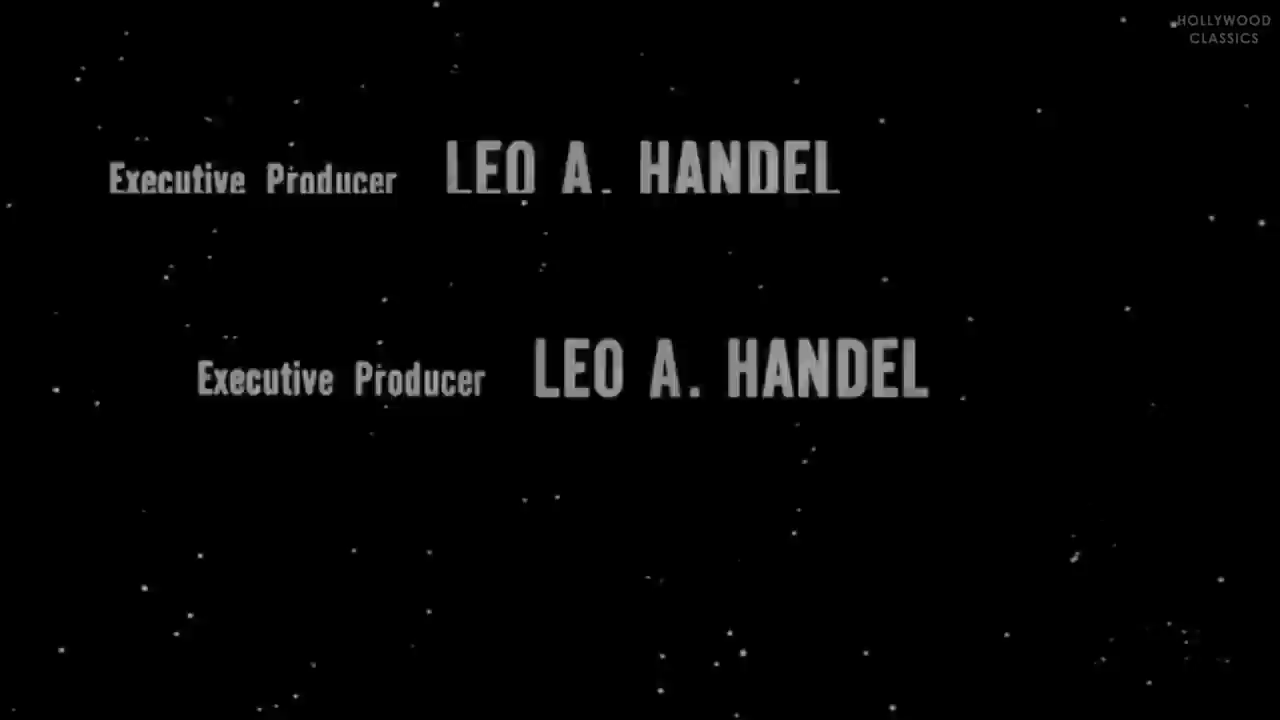 HOLLYWOOD
CLASSICS
Executive Producer LEO A. HANDEL
Executive Producer LEO A. HANDEL